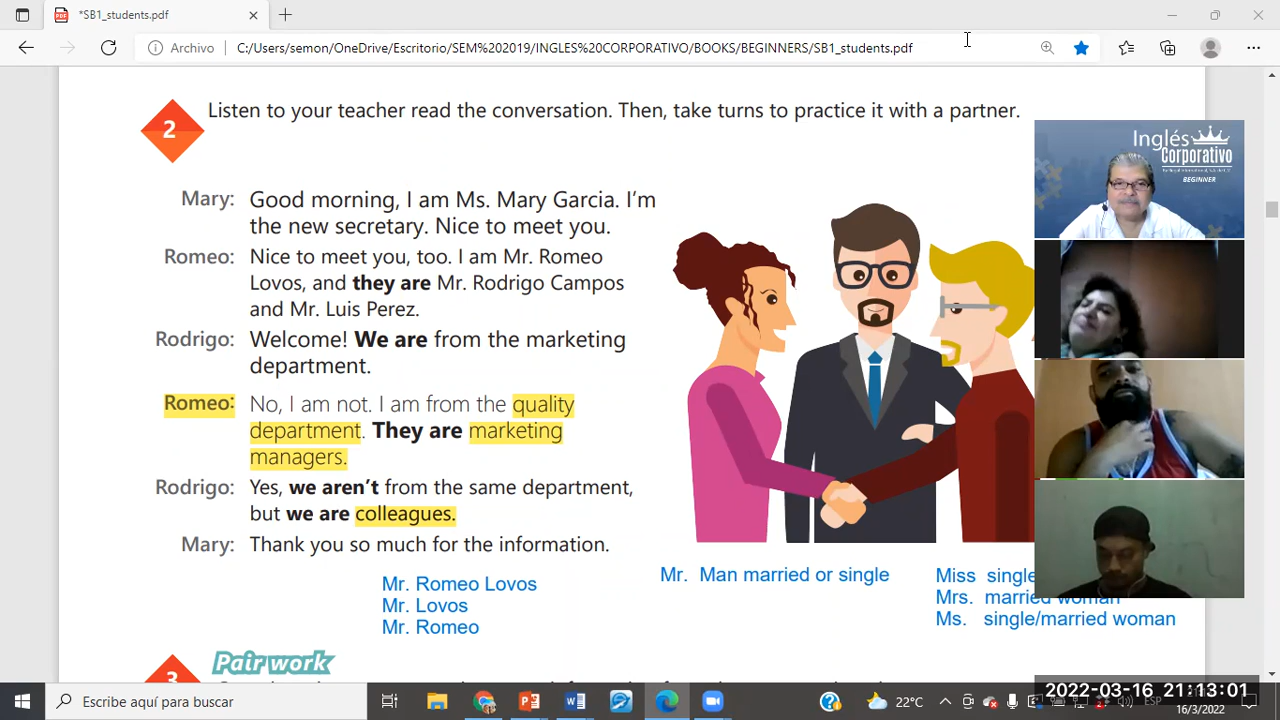 *SB1_students.pdf
Archivo
C:/Users/semon/OneDrive/Escritorio/SEM%202019/INGLES%20CORPORATIVO/BOOKS/BEGINNERS/SB1_students.pdf
2
Listen to your teacher read the conversation. Then, take turns to practice it with a partner.
Inglés
Corporativo
BEGINNER
Mary: Good morning, I am Ms. Mary Garcia. I'm
the new secretary. Nice to meet you.
Romeo: Nice to meet you, too. I am Mr. Romeo
Lovos, and they are Mr. Rodrigo Campos
and Mr. Luis Perez.
Rodrigo: Welcome! We are from the marketing
department.
Romeo: No, I am not. I am from the quality
department. They are marketing
managers.
Rodrigo: Yes, we aren't from the same department,
but we are colleagues.
Mary: Thank you so much for the information.
Mr. Romeo Lovos
Mr. Lovos
Mr. Romeo
Mr. Man married or single
Miss single
Mrs. married woman
Ms. single/married woman
3
Pair work
Escribe aquí para buscar
22°C
ESP
2022-03-16 21:13:01
16/3/2022